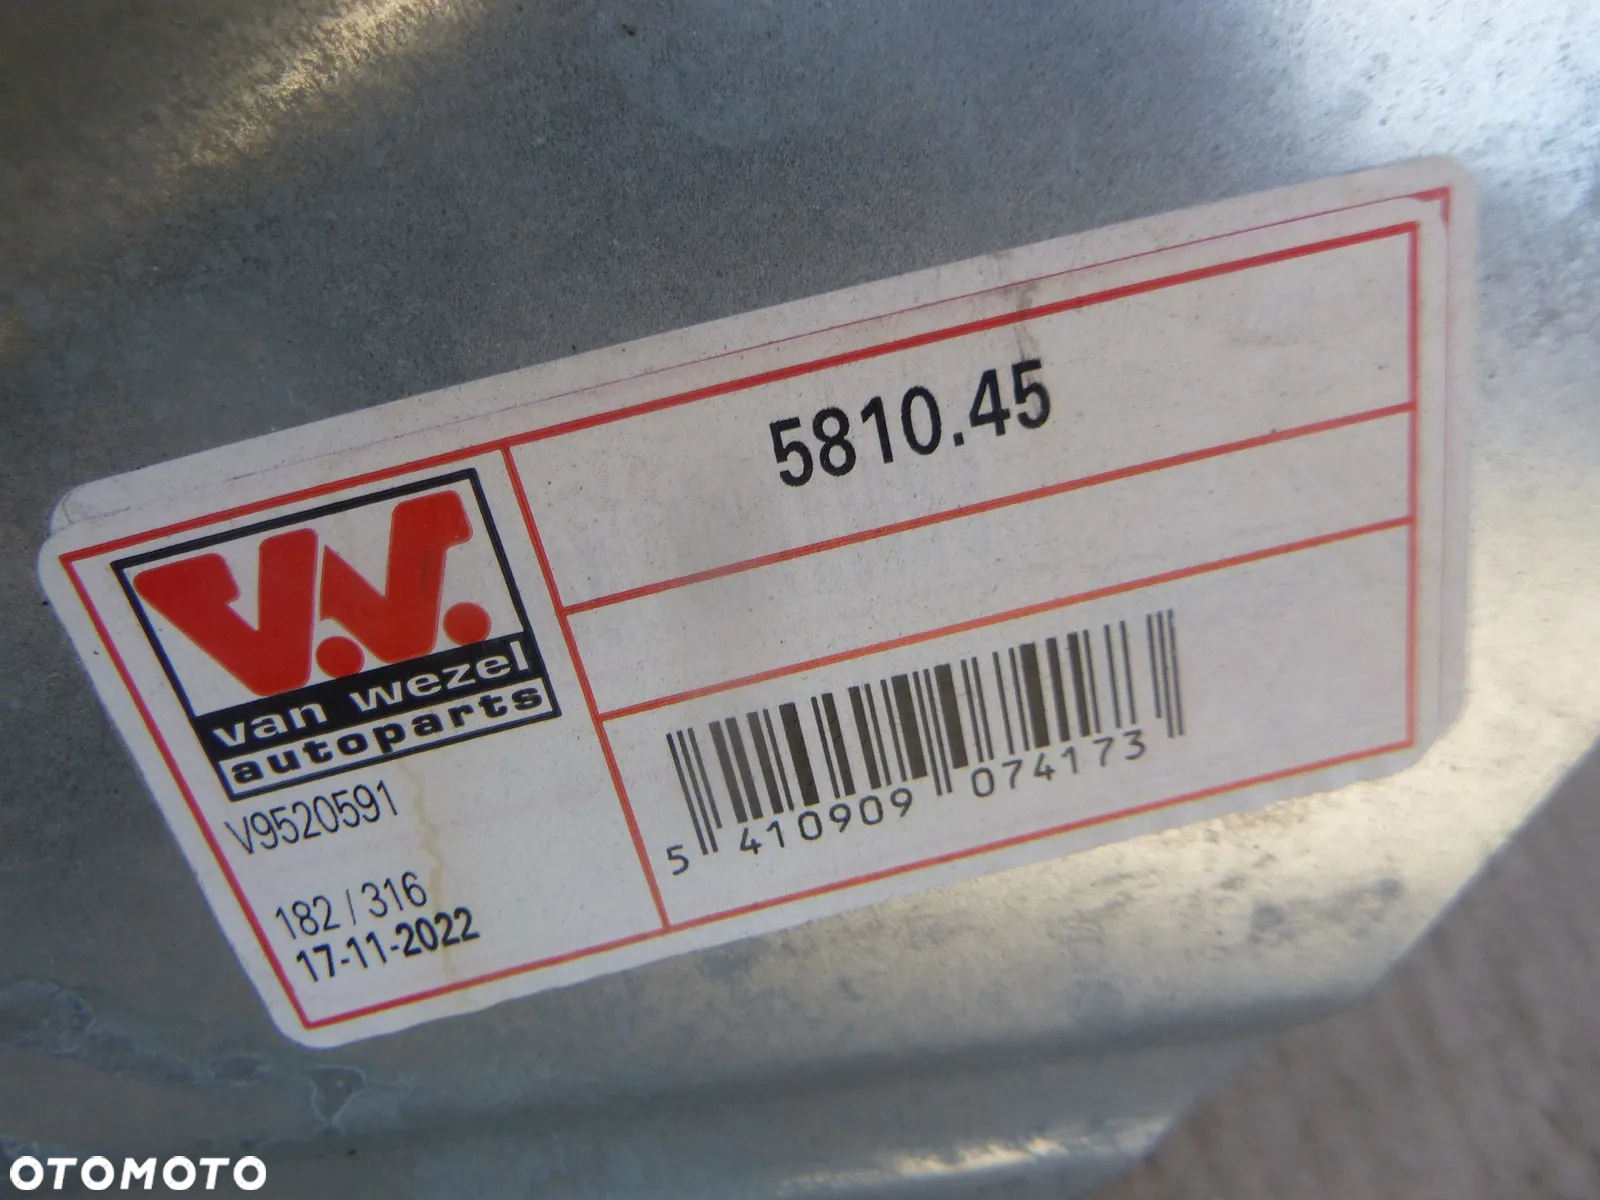 5810.45
V.W.
van wezel
autoparts
V9520591
182 / 316
17-11-2022
5 410909 074173
OTOMOTO